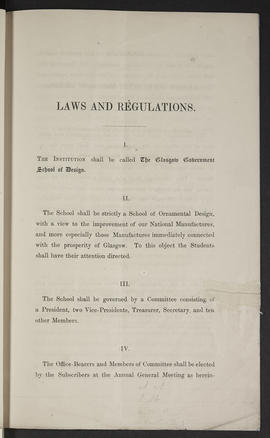 LAWS AND REGULATIONS.
I.
THE INSTITUTION shall be called The Glasgow Government
School of Design.
II.
The School shall be strictly a School of Ornamental Design,
with a view to the improvement of our National Manufactures,
and more especially those Manufactures immediately connected
with the prosperity of Glasgow. To this object the Students
shall have their attention directed.
III.
The School shall be governed by a Committee consisting of
a President, two Vice-Presidents, Treasurer, Secretary, and ten
other Members.
IV.
The Office-Bearers and Members of Committee shall be elected
by the Subscribers at the Annual General Meeting as herein-